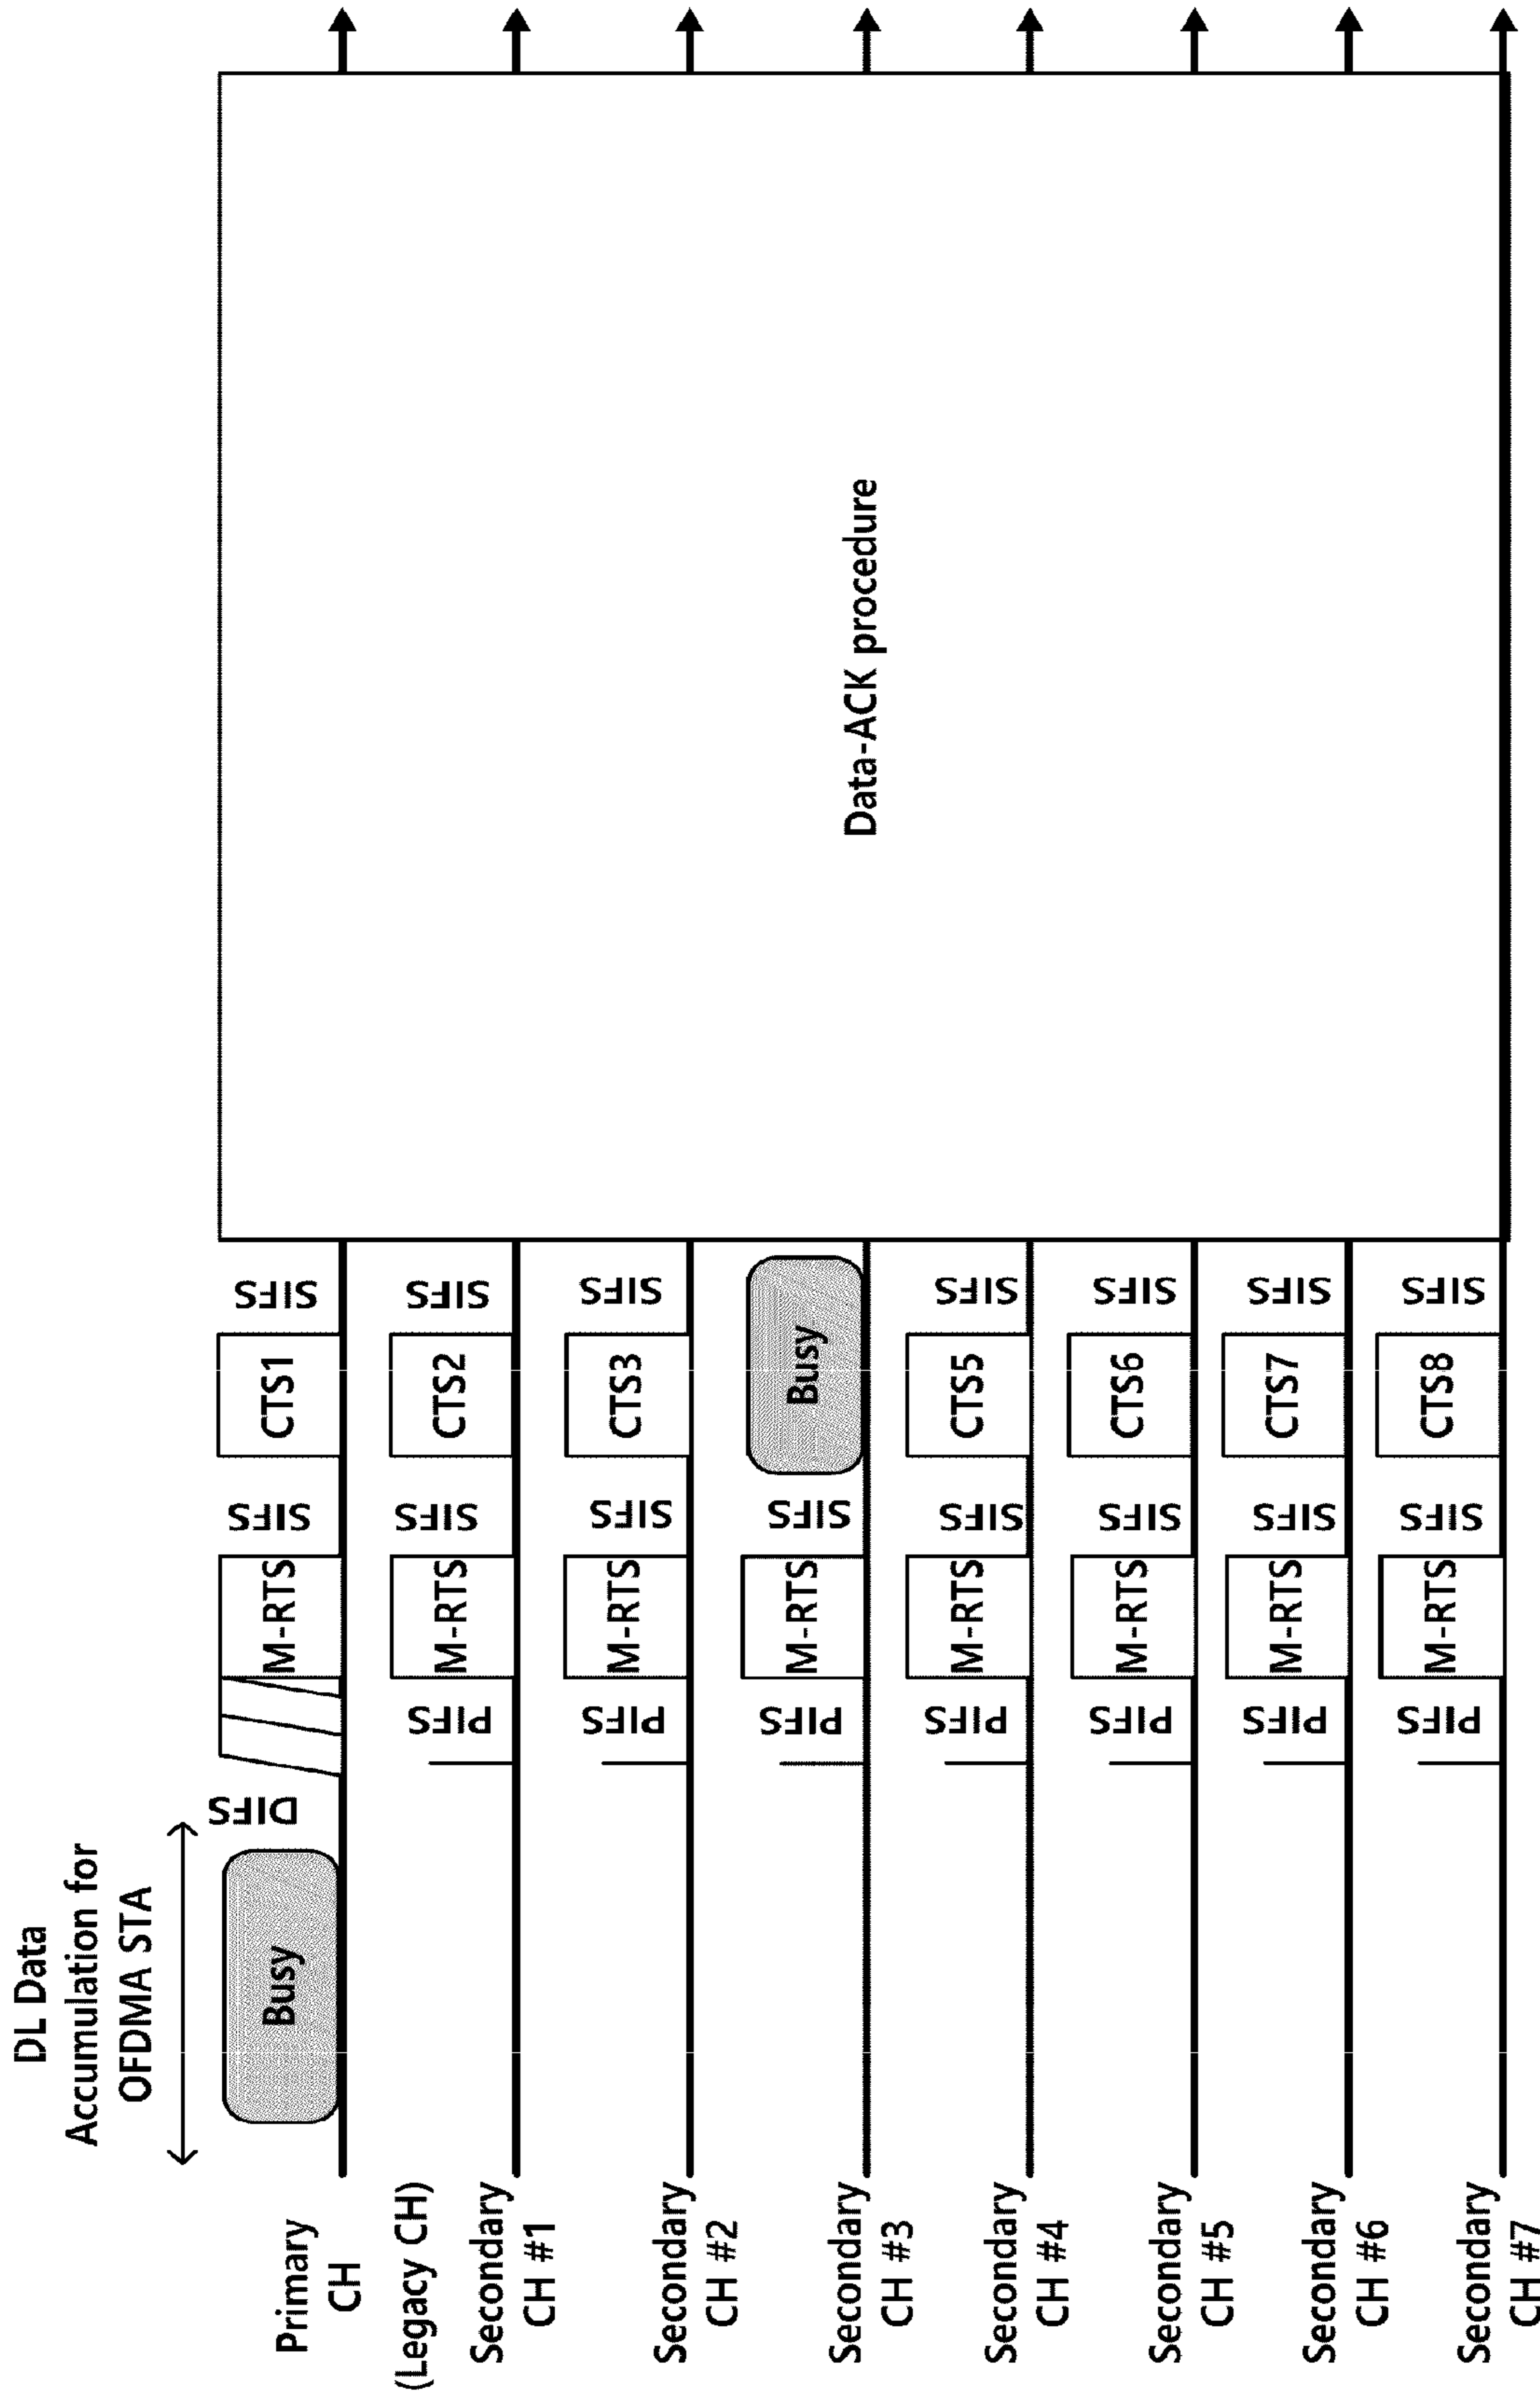 DL Data
Accumulation for
OFDMA STA
Primary
CH
Busy
DIFS
M-RTS
SIFS
CTS1
SIFS
(Legacy CH)
Secondary
CH #1
PIFS
M-RTS
SIFS
CTS2
SIFS
Secondary
CH #2
PIFS
M-RTS
SIFS
CTS3
SIFS
Secondary
CH #3
PIFS
M-RTS
SIFS
Busy
Secondary
CH #4
PIFS
M-RTS
SIFS
CTS5
SIFS
Secondary
CH #5
PIFS
M-RTS
SIFS
CTS6
SIFS
Secondary
CH #6
PIFS
M-RTS
SIFS
CTS7
SIFS
Secondary
CH #7
PIFS
M-RTS
SIFS
CTS8
SIFS
Data-ACK procedure